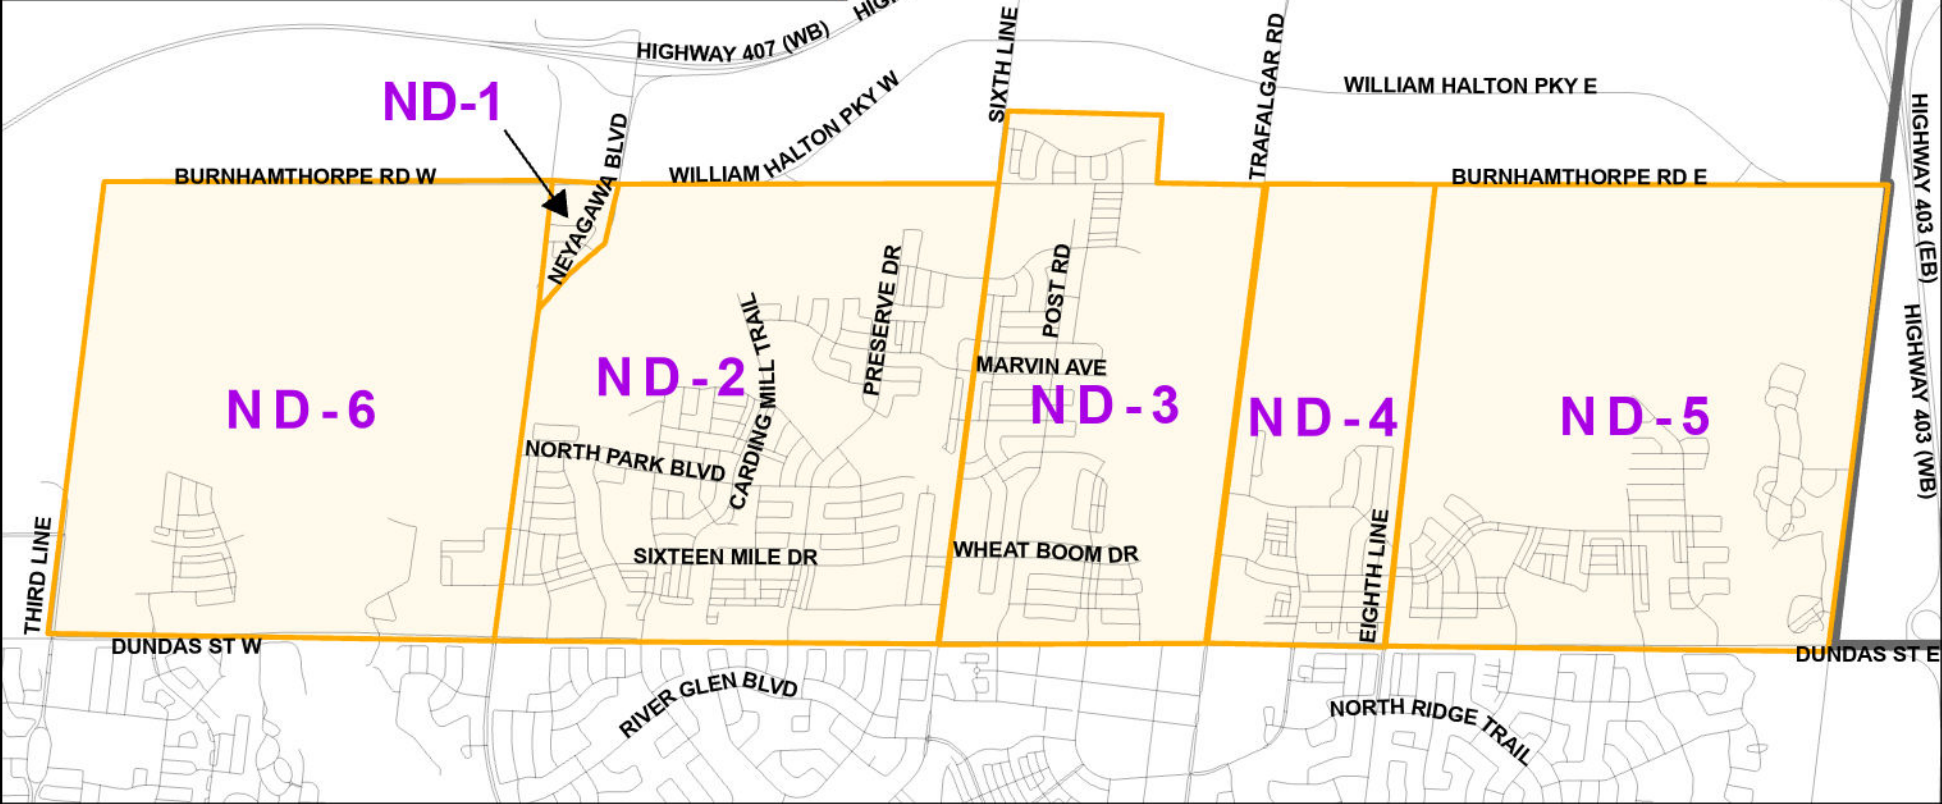 HIGHWAY 407 (WB)
SIXTH LINE
TRAFALGAR RD
WILLIAM HALTON PKY E
HIGHWAY 403 (EB)
ND-1
NEYAGAWA BLVD
WILLIAM HALTON PKY W
BURNHAMTHORPE RD W
BURNHAMTHORPE RD E
PRESERVE DR
POST RD
CARDING MILL TRAIL
HIGHWAY 403 (WB)
MARVIN AVE
ND-6
ND-2
ND-3
ND-4
ND-5
NORTH PARK BLVD
SIXTEEN MILE DR
WHEAT BOOM DR
THIRD LINE
EIGHTH LINE
DUNDAS ST W
DUNDAS ST E
RIVER GLEN BLVD
NORTH RIDGE TRAIL